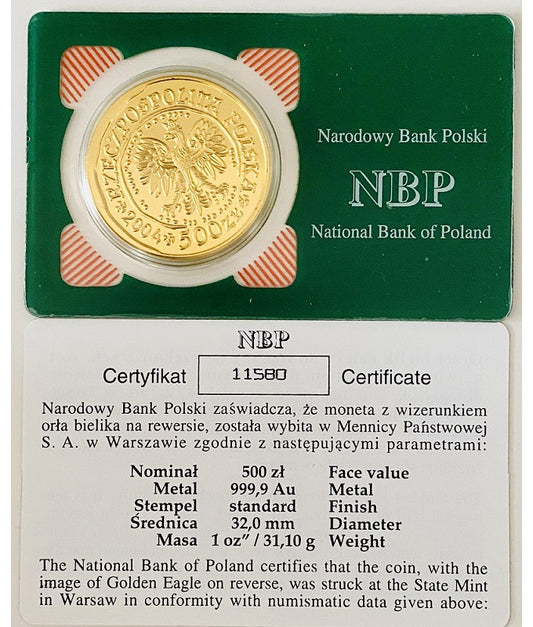 RZECZPOSPOLITA POLSKA
2004 500 ZŁ
Narodowy Bank Polski
NBP
National Bank of Poland
NBP
Certyfikat 11580 Certificate
Narodowy Bank Polski zaświadcza, że moneta z wizerunkiem
orła bielika na rewersie, została wybita w Mennicy Państwowej
S. A. w Warszawie zgodnie z następującymi parametrami:
Nominał 500 zł Face value
Metal 999,9 Au Metal
Stempel standard Finish
Średnica 32,0 mm Diameter
Masa 1 oz” / 31,10 g Weight
The National Bank of Poland certifies that the coin, with the
image of Golden Eagle on reverse, was struck at the State Mint
in Warsaw in conformity with numismatic data given above: